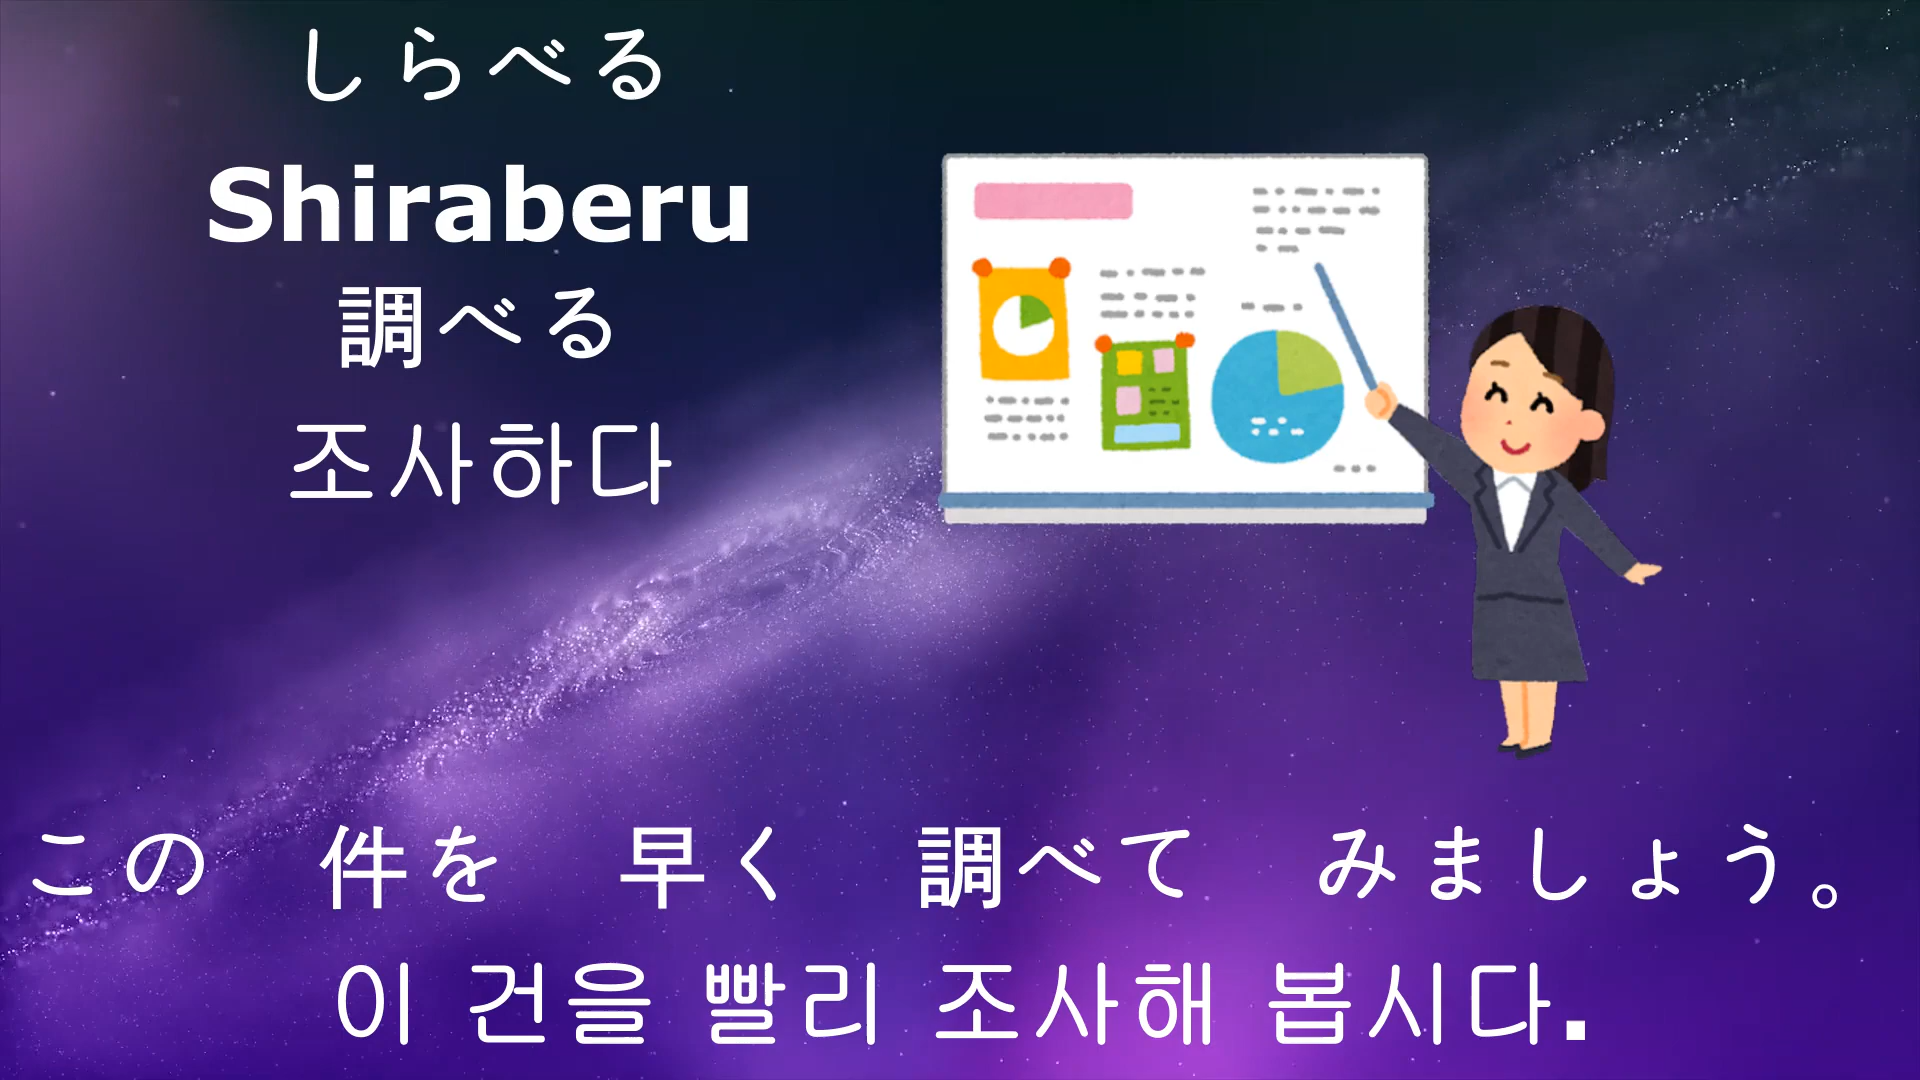 しらべる
Shiraberu
調べる
조사하다
この 件を 早く 調べて みましょう。
이 건을 빨리 조사해 봅시다.